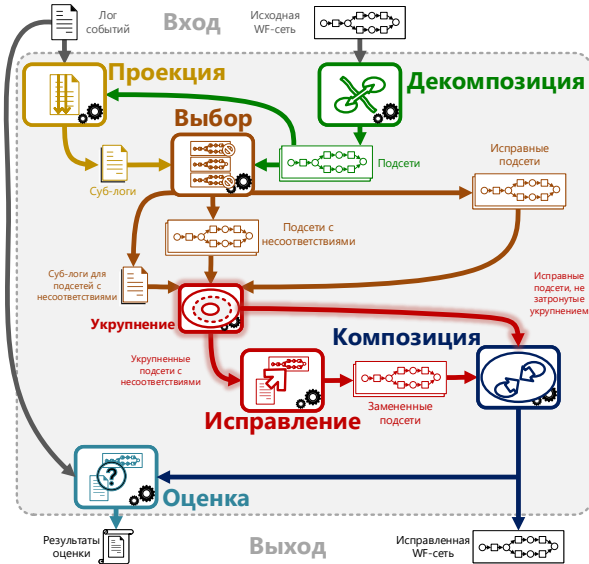 Лог
событий
Вход
Исходная
WF-сеть
Проекция
Декомпозиция
Выбор
Суб-логи
Подсети
Исправные
подсети
Подсети с
несоответствиями
Суб-логи для
подсетей с
несоответствиями
Укрупнение
Исправные
подсети, не
затронутые
укрупнением
Композиция
Укрупненные
подсети с
несоответствиями
Исправление
Замененные
подсети
?
Оценка
Результаты
оценки
Выход
Исправленная
WF-сеть